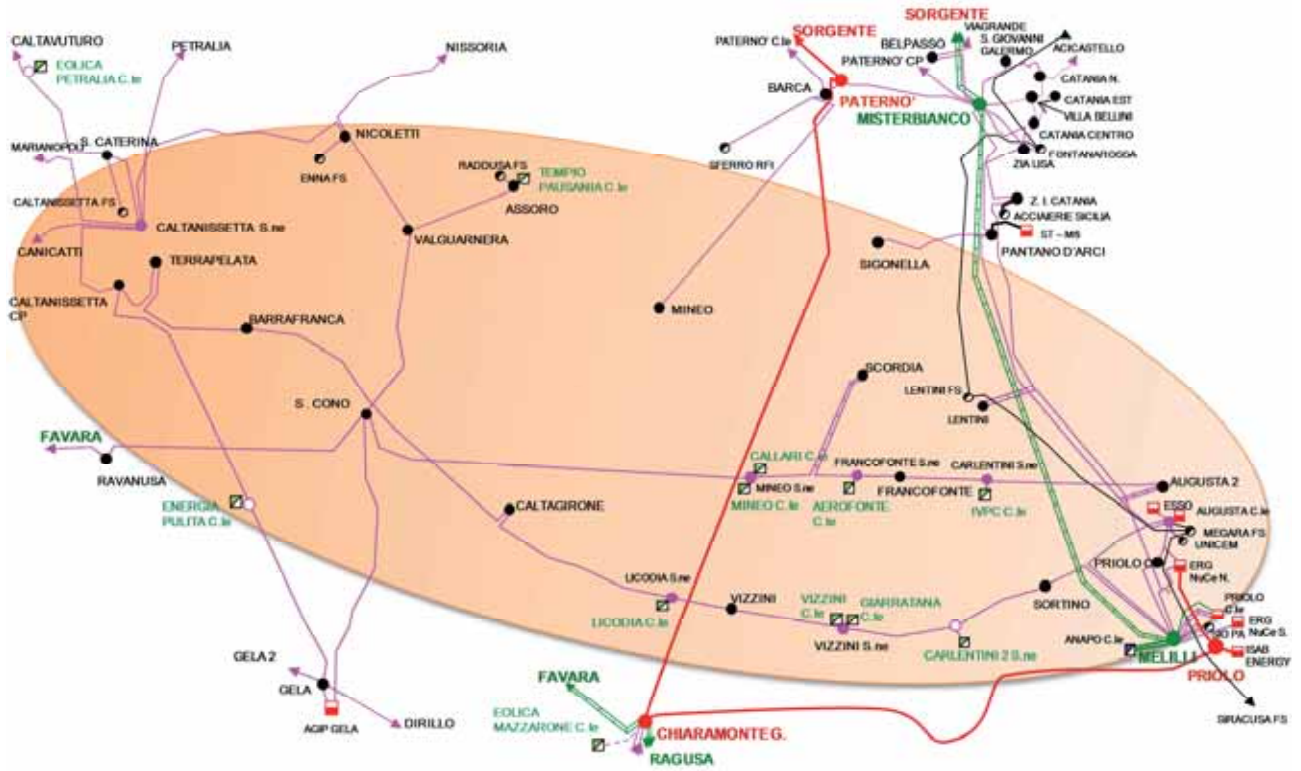 SORGENTE
VIAGRANDE
CALTAVUTURO
PETRALIA
NISSORIA
PATERNO' C.le
SORGENTE
BELPASSO
S. GIOVANNI
GALERMO
ACICASTELLO
EOLICA
PETRALIA C.le
PATERNO' CP
CATANIA N.
BARCA
PATERNO'
CATANIA EST
MISTERBIANCO
VILLA BELLINI
NICOLETTI
CATANIA CENTRO
MARIANOPOLI
S. CATERINA
FONTANAROSSA
ZIA LISA
SFERRO RFI
RADDUSA FS
TEMPIO
PAUSANIA C.le
ENNA FS
ASSORO
CALTANISSETTA FS
Z. I. CATANIA
ACCIAIERIE SICILIA
CALTANISSETTA S.ne
ST – M5
CANICATTI
VALGUARNERA
PANTANO D'ARCI
TERRAPELATA
SIGONELLA
CALTANISSETTA
CP
BARRAFRANCA
MINEO
SCORDIA
LENTINI FS
LENTINI
S. CONO
FAVARA
RAVANUSA
CALLARI C.le
FRANCOFONTE S.ne
CARLENTINI S.ne
MINEO S.ne
FRANCOFONTE
AUGUSTA 2
ENERGIA
PULITA C.le
CALTAGIRONE
MINEO C.le
AEROFONTE
C.le
IVPC C.le
ESSO
AUGUSTA C.le
MEGARA FS
UNICEM
PRIOLO C
ERG
NuCe N.
LICODIA S.ne
LICODIA C.le
VIZZINI
VIZZINI
C.le
GIARRATANA
C.le
SORTINO
PRIOLO
C.le
ERG
NuCe S.
VIZZINI S.ne
CARLENTINI 2 S.ne
ANAPO C.le
MELILLI
ISAB
ENERGY
PRIOLO
GELA 2
GELA
FAVARA
AGIP GELA
DIRILLO
EOLICA
MAZZARONE C.le
CHIARAMONTE G.
RAGUSA
SIRACUSA FS